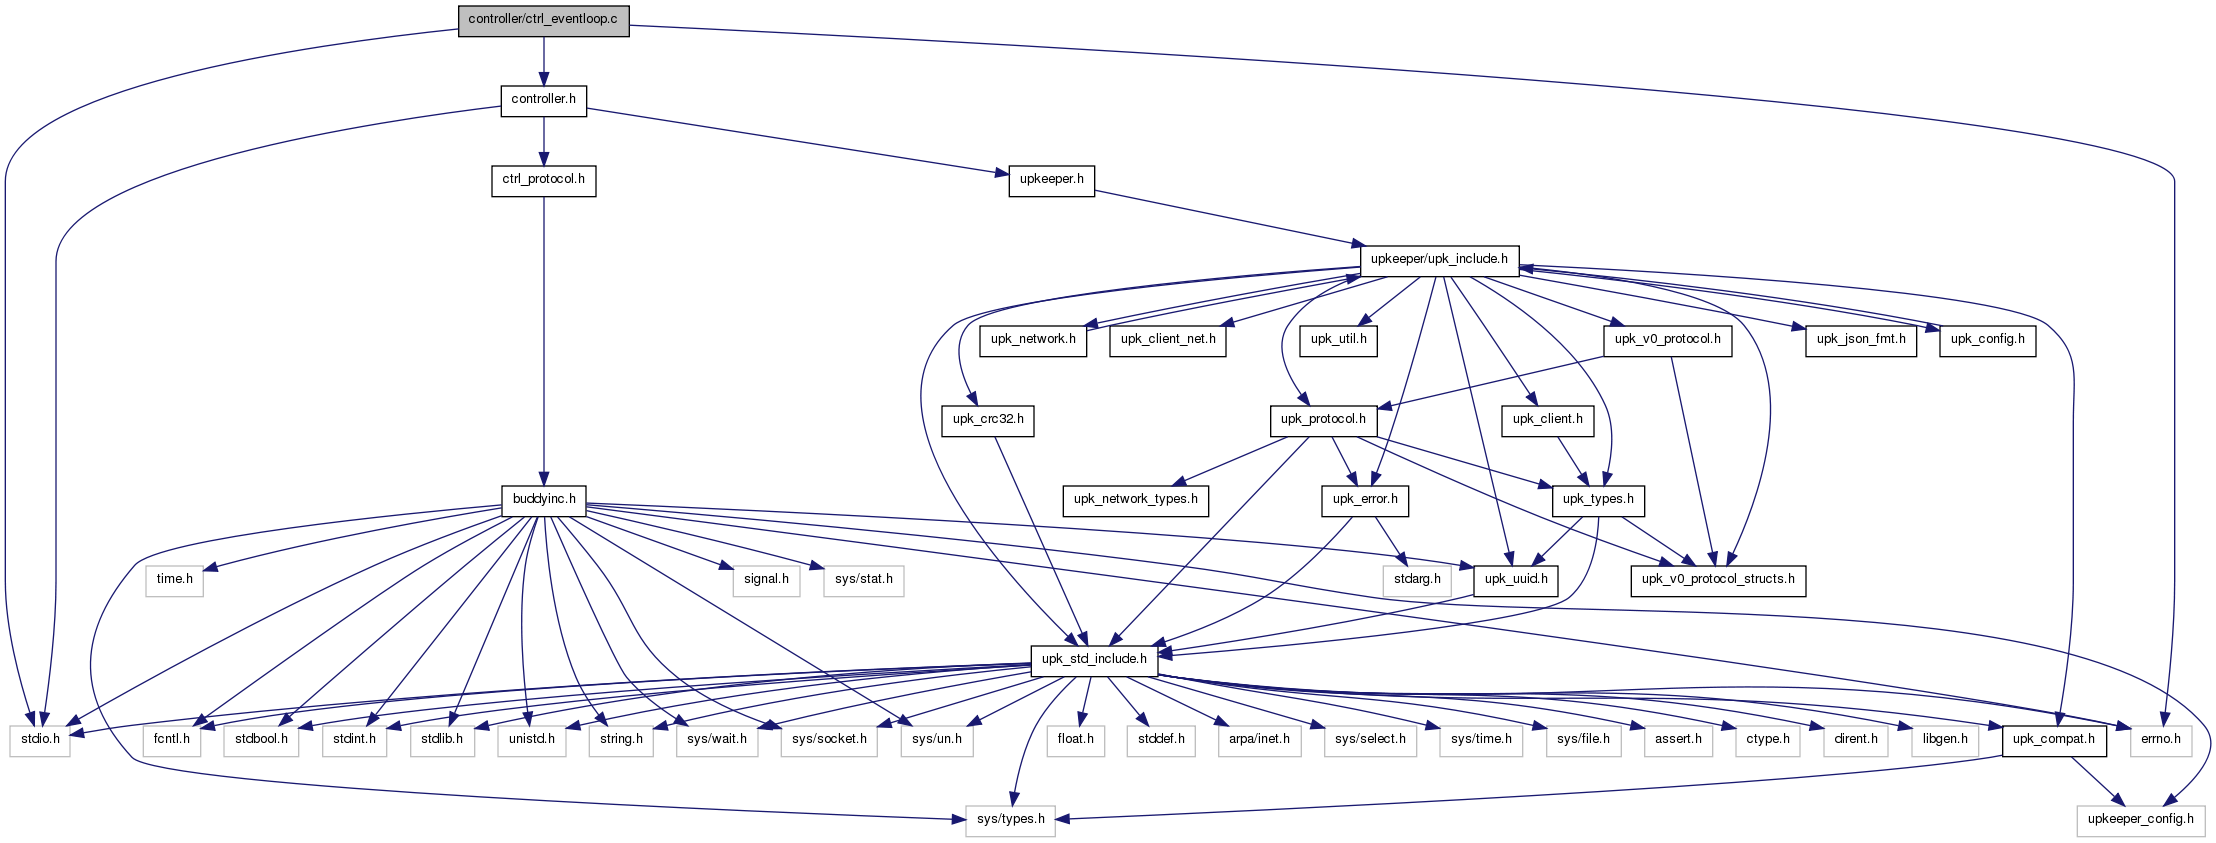 controller/ctrl_eventloop.c
controller.h
ctrl_protocol.h
upkeeper.h
upkeeper/upk_include.h
upk_network.h
upk_client_net.h
upk_util.h
upk_v0_protocol.h
upk_json_fmt.h
upk_config.h
upk_crc32.h
upk_protocol.h
upk_client.h
buddyinc.h
upk_network_types.h
upk_error.h
upk_types.h
time.h
signal.h
sys/stat.h
stdarg.h
upk_uuid.h
upk_v0_protocol_structs.h
upk_std_include.h
stdio.h
fcntl.h
stdbool.h
stdint.h
stdlib.h
unistd.h
string.h
sys/wait.h
sys/socket.h
sys/un.h
float.h
stddef.h
arpa/inet.h
sys/select.h
sys/time.h
sys/file.h
assert.h
ctype.h
dirent.h
libgen.h
upk_compat.h
errno.h
sys/types.h
upkeeper_config.h